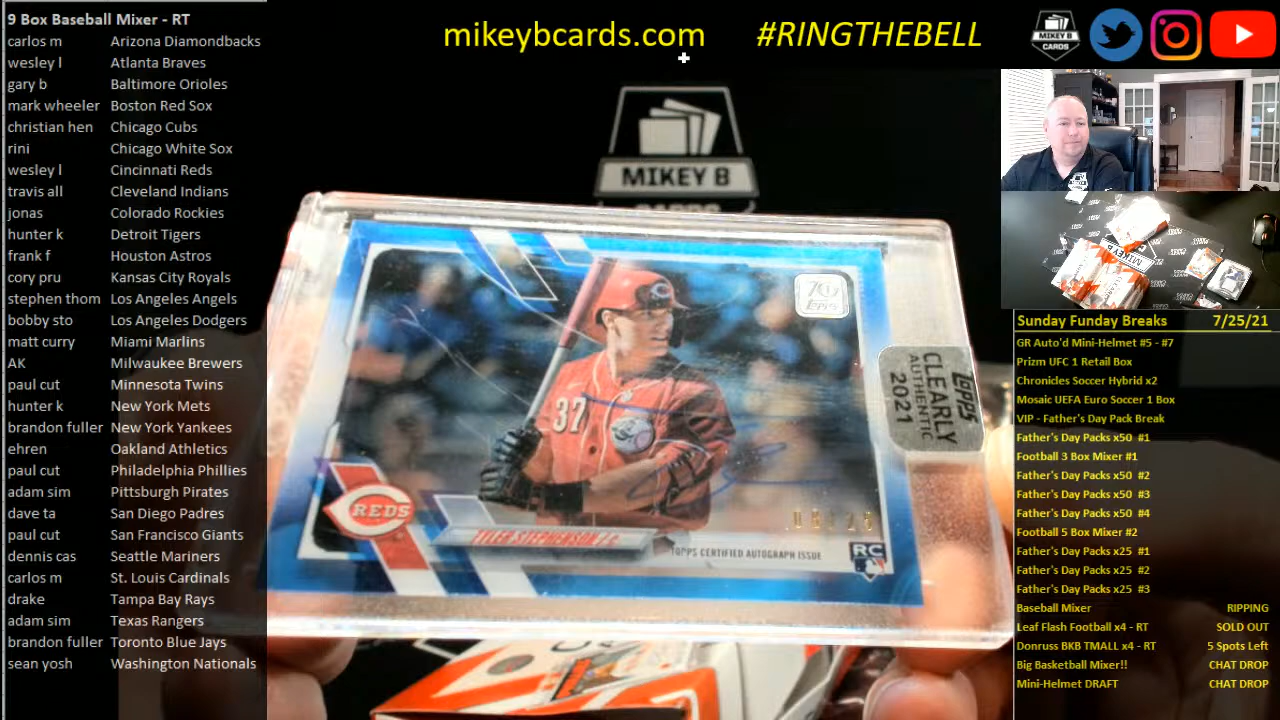 9 Box Baseball Mixer - RT
carlos m Arizona Diamondbacks
wesley l Atlanta Braves
gary b Baltimore Orioles
mark wheeler Boston Red Sox
christian hen Chicago Cubs
rini Chicago White Sox
wesley l Cincinnati Reds
travis all Cleveland Indians
jonas Colorado Rockies
hunter k Detroit Tigers
frank f Houston Astros
cory pru Kansas City Royals
stephen thom Los Angeles Angels
bobby sto Los Angeles Dodgers
matt curry Miami Marlins
AK Milwaukee Brewers
paul cut Minnesota Twins
hunter k New York Mets
brandon fuller New York Yankees
ehren Oakland Athletics
paul cut Philadelphia Phillies
adam sim Pittsburgh Pirates
dave ta San Diego Padres
paul cut San Francisco Giants
dennis cas Seattle Mariners
carlos m St. Louis Cardinals
drake Tampa Bay Rays
adam sim Texas Rangers
brandon fuller Toronto Blue Jays
sean yosh Washington Nationals
mikeybcards.com #RINGTHEBELL
MIKEY B
CARDS
MIKEY B
70
Topps
TOPPS
CLEARLY
AUTHENTIC
2021
37
REDS
TYLER STEPHENSON / C
TOPPS CERTIFIED AUTOGRAPH ISSUE
RC
MIKEY B
Sunday Funday Breaks 7/25/21
GR Auto'd Mini-Helmet #5 - #7
Prizm UFC 1 Retail Box
Chronicles Soccer Hybrid x2
Mosaic UEFA Euro Soccer 1 Box
VIP - Father's Day Pack Break
Father's Day Packs x50 #1
Football 3 Box Mixer #1
Father's Day Packs x50 #2
Father's Day Packs x50 #3
Father's Day Packs x50 #4
Football 5 Box Mixer #2
Father's Day Packs x25 #1
Father's Day Packs x25 #2
Father's Day Packs x25 #3
Baseball Mixer RIPPING
Leaf Flash Football x4 - RT SOLD OUT
Donruss BKB TMALL x4 - RT 5 Spots Left
Big Basketball Mixer!! CHAT DROP
Mini-Helmet DRAFT CHAT DROP